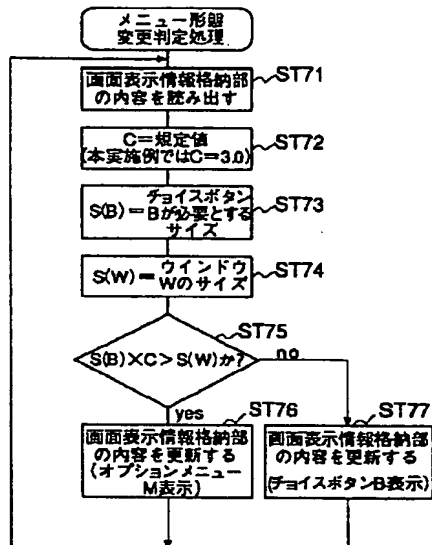 メニュー形態
変更判定処理
画面表示情報格納部
の内容を読み出す
ST71
C=規定値
(本実施例ではC=3.0)
ST72
S(B)=チョイスボタン
Bが必要とする
サイズ
ST73
S(W)=ウインドウ
Wのサイズ
ST74
ST75
S(B)×C>S(W)か?
no
yes
ST76
画面表示情報格納部
の内容を更新する
(オプションメニュー
M表示)
ST77
画面表示情報格納部
の内容を更新する
(チョイスボタンB表示)